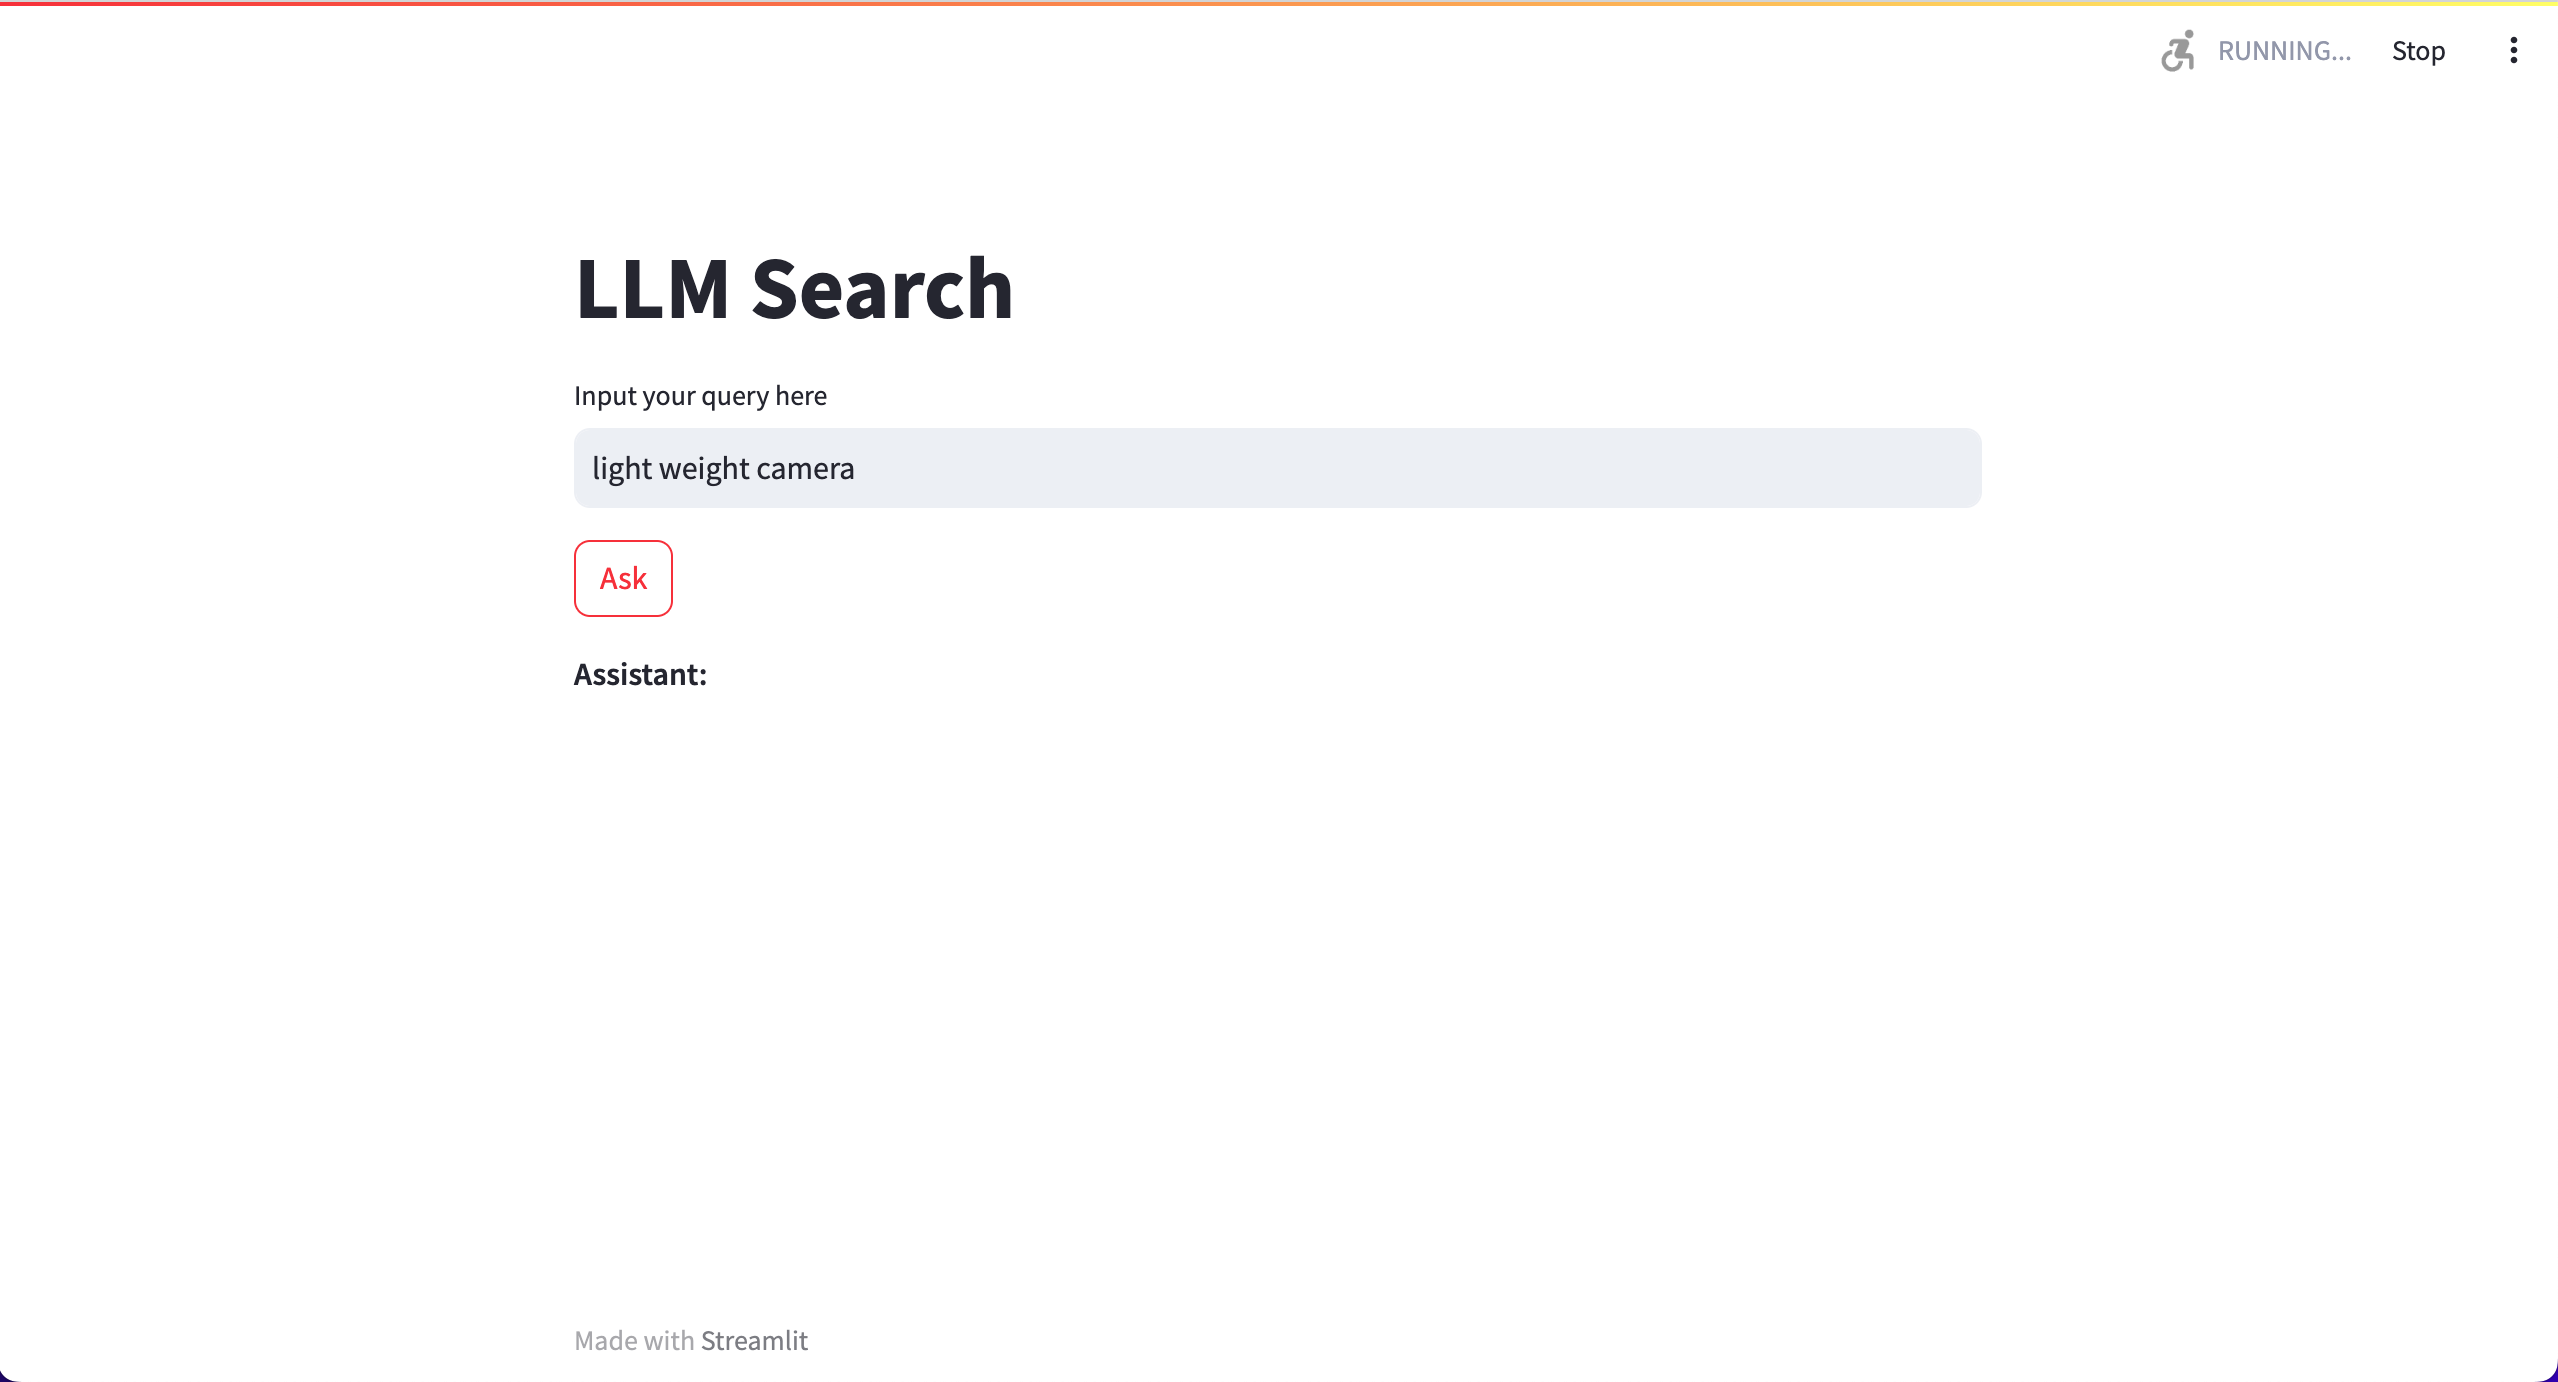 RUNNING... Stop
LLM Search
Input your query here
light weight camera
Ask
Assistant:
Made with Streamlit